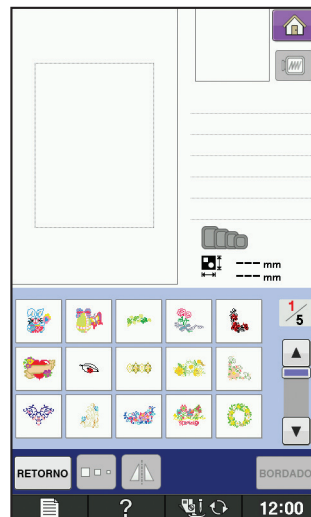 --- mm
--- mm
1/5
RETORNO
BORDADO
?
12:00